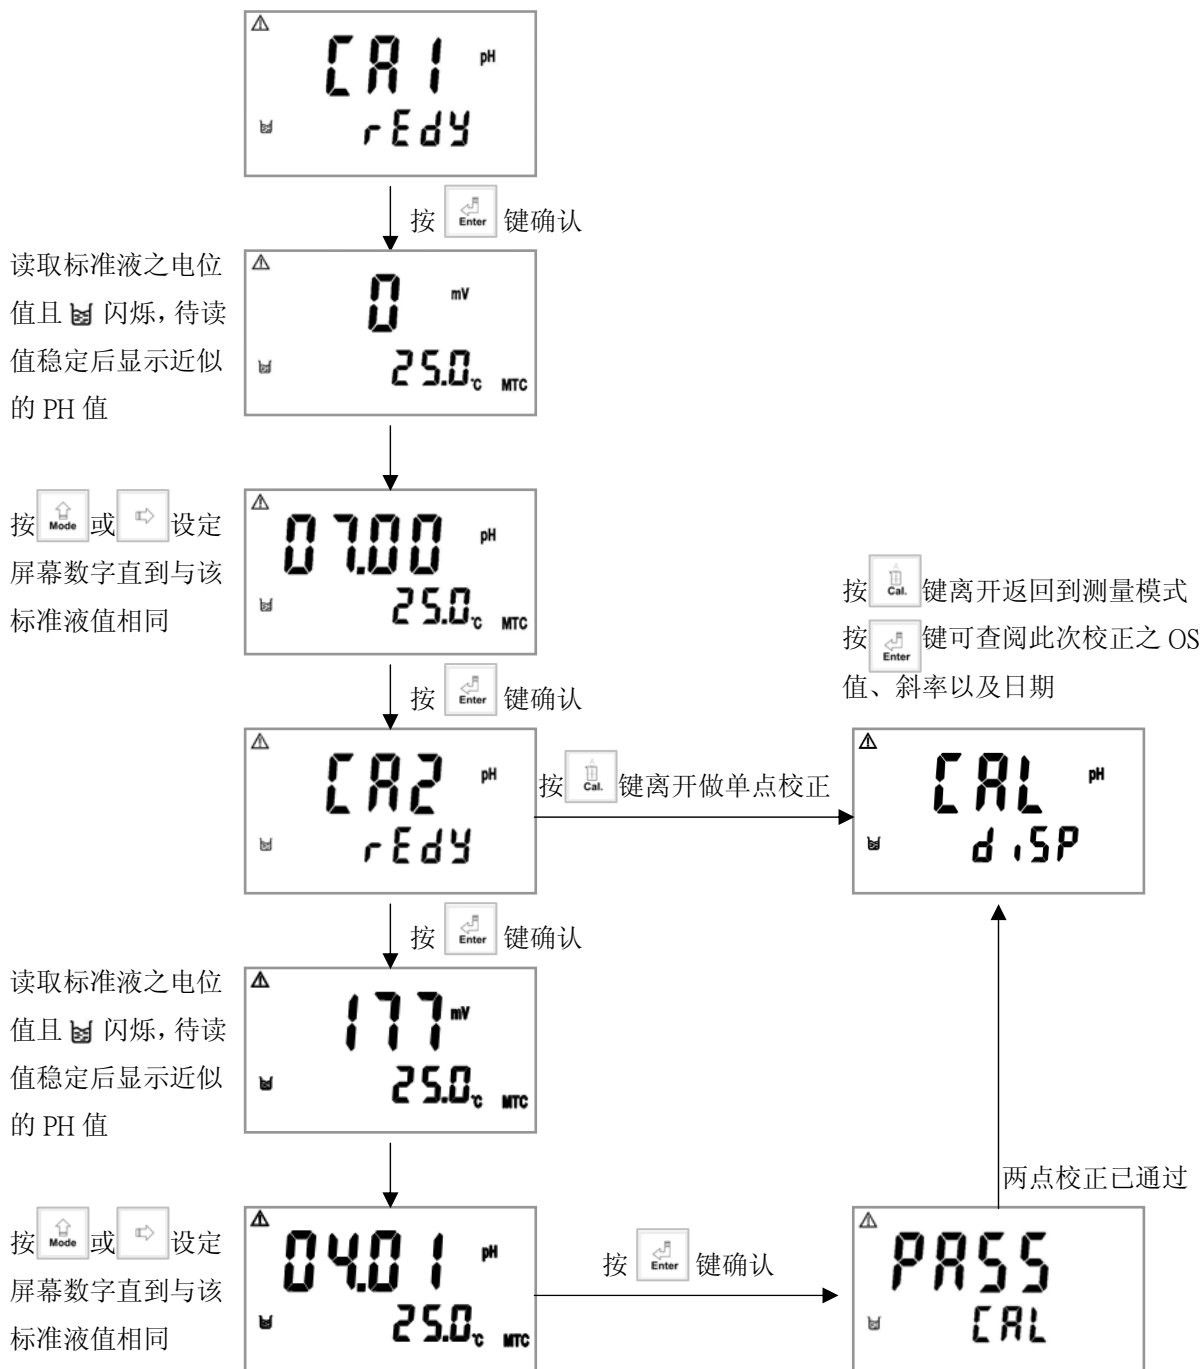 CA1 pH
rEdY
按 Enter 键确认
读取标准液之电位
值且 闪烁，待读
值稳定后显示近似
的 PH 值
0 mV
25.0 ℃ MTC
按 Mode 或 设定
屏幕数字直到与该
标准液值相同
07.00 pH
25.0 ℃ MTC
按 Cal. 键离开返回到测量模式
按 Enter 键可查阅此次校正之 OS
值、斜率以及日期
按 Enter 键确认
CA2 pH
rEdY
按 Cal. 键离开做单点校正
CAL pH
diSP
按 Enter 键确认
读取标准液之电位
值且 闪烁，待读
值稳定后显示近似
的 PH 值
177 mV
25.0 ℃ MTC
两点校正已通过
按 Mode 或 设定
屏幕数字直到与该
标准液值相同
04.01 pH
25.0 ℃ MTC
按 Enter 键确认
PASS
CAL